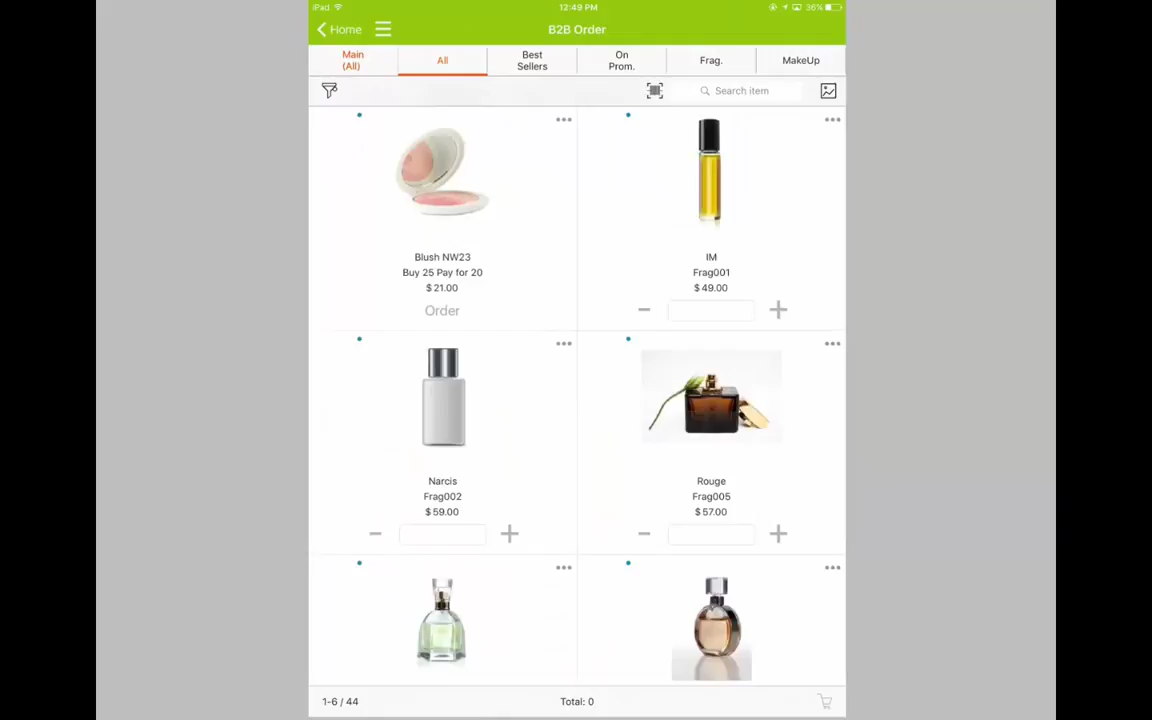 iPad
12:49 PM
36%
Home
B2B Order
Main
(All)
All
Best
Sellers
On
Prom.
Frag.
MakeUp
Search item
Blush NW23
Buy 25 Pay for 20
$ 21.00
Order
IM
Frag001
$ 49.00
Narcis
Frag002
$ 59.00
Rouge
Frag005
$ 57.00
1-6 / 44
Total: 0